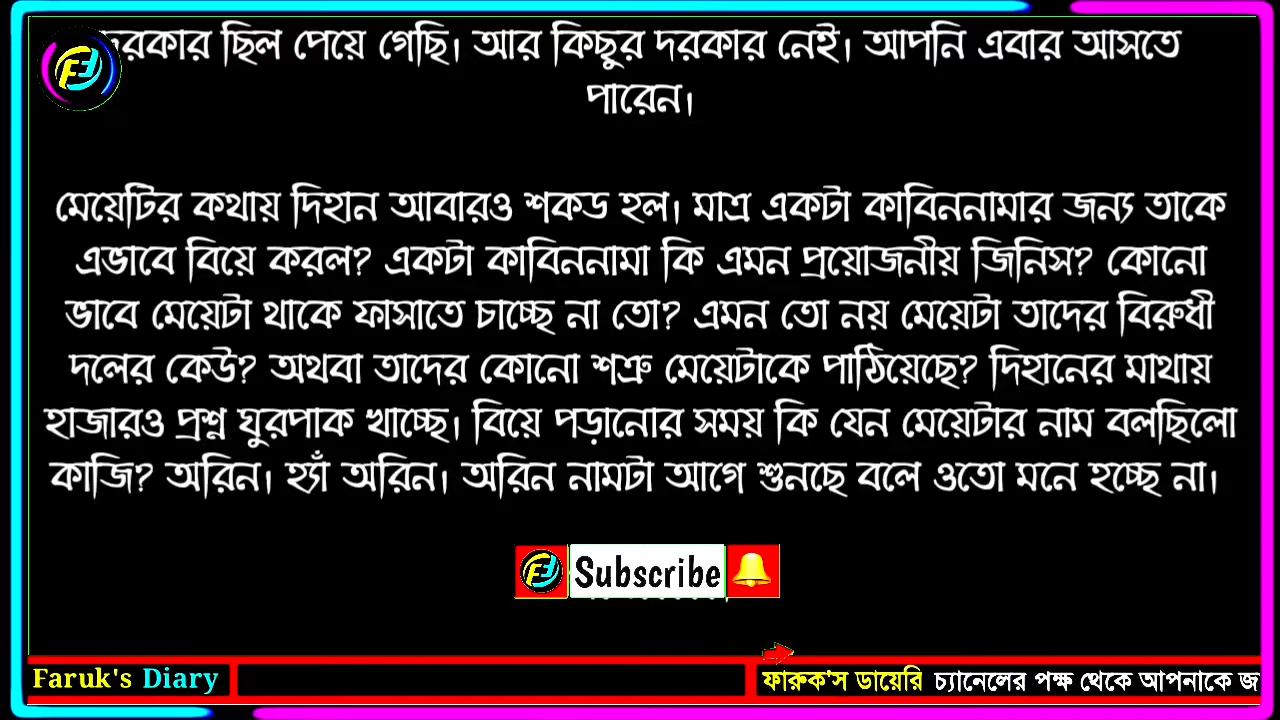 দরকার ছিল পেয়ে গেছি। আর কিছুর দরকার নেই। আপনি এবার আসতে
পারেন।
মেয়েটির কথায় দিহান আবারও শকড হল। মাত্র একটা কাবিননামার জন্য তাকে
এভাবে বিয়ে করল? একটা কাবিননামা কি এমন প্রয়োজনীয় জিনিস? কোনো
ভাবে মেয়েটা থাকে ফাসাতে চাচ্ছে না তো? এমন তো নয় মেয়েটা তাদের বিরুধী
দলের কেউ? অথবা তাদের কোনো শত্রু মেয়েটাকে পাঠিয়েছে? দিহানের মাথায়
হাজারও প্রশ্ন ঘুরপাক খাচ্ছে। বিয়ে পড়ানোর সময় কি যেন মেয়েটার নাম বলছিলো
কাজি? অরিন। হ্যাঁ অরিন। অরিন নামটা আগে শুনছে বলে ওতো মনে হচ্ছে না।
Subscribe
Faruk's Diary
ফারুক'স ডায়েরি চ্যানেলের পক্ষ থেকে আপনাকে জ